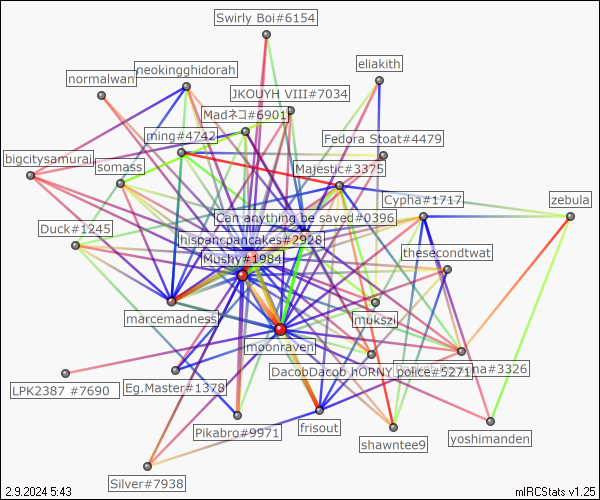 Swirly Boi#6154
eliakith
neokingghidorah
normalwan
JKOUYH VIII#7034
Madネコ#6901
ming#4742
Fedora Stoat#4479
bigcitysamurai
somass
Majestic#3375
Cypha#1717
zebula
Can anything be saved#0396
Duck#1245
hispanicpancakes#2928
thesecondtwat
Mushy#1984
marcemadness
mukszi
moonraven
DacobDacob HORNY police#5271
#3326
LPK2387 #7690
Eg.Master#1378
Pikabro#9971
frisout
shawntee9
yoshimanden
Silver#7938
2.9.2024 5:43
mIRCStats v1.25